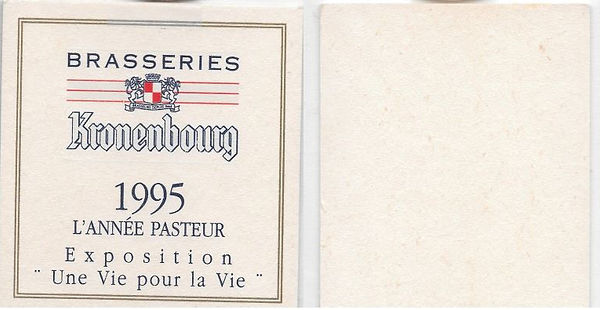 BRASSERIES
Kronenbourg
1995
L'ANNÉE PASTEUR
Exposition
¨ Une Vie pour la Vie ¨